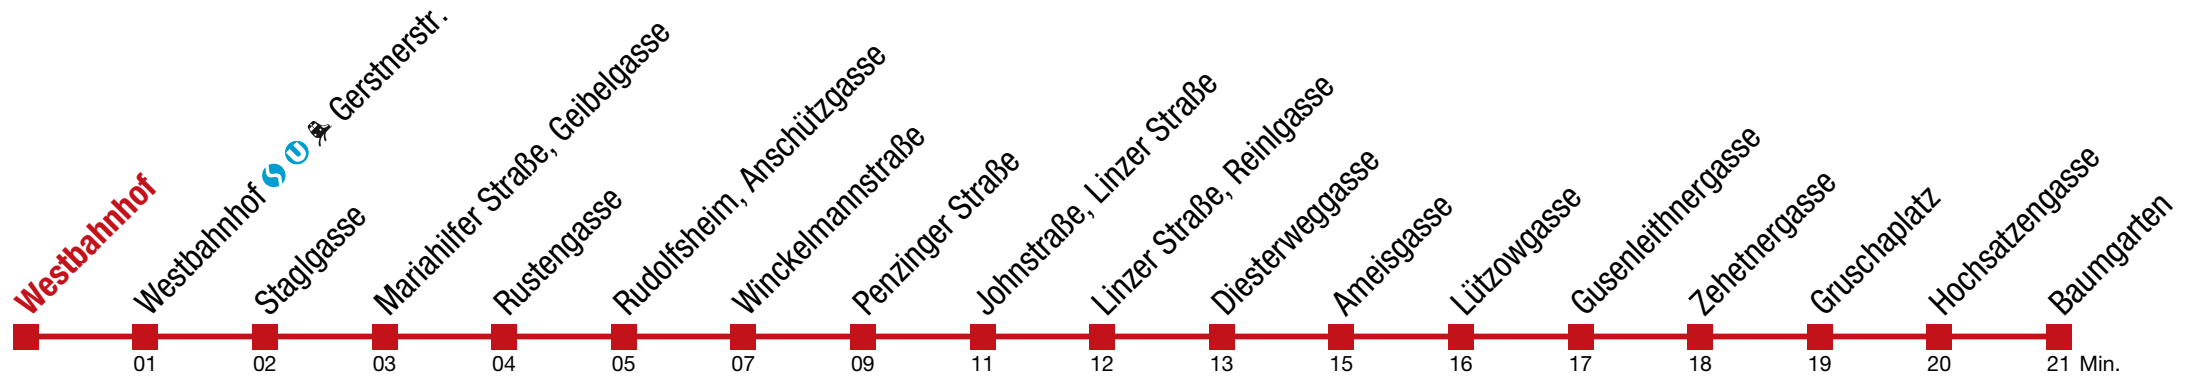 Westbahnhof
Westbahnhof S U Gerstnerstr.
Staglgasse
Mariahilfer Straße, Geibelgasse
Rustengasse
Rudolfsheim, Anschützgasse
Winckelmannstraße
Penzinger Straße
Johnstraße, Linzer Straße
Linzer Straße, Reinlgasse
Diesterweggasse
Ameisgasse
Lützowgasse
Gusenleithnergasse
Zehetnergasse
Gruschaplatz
Hochsatzengasse
Baumgarten
01 02 03 04 05 07 09 11 12 13 15 16 17 18 19 20 21 Min.